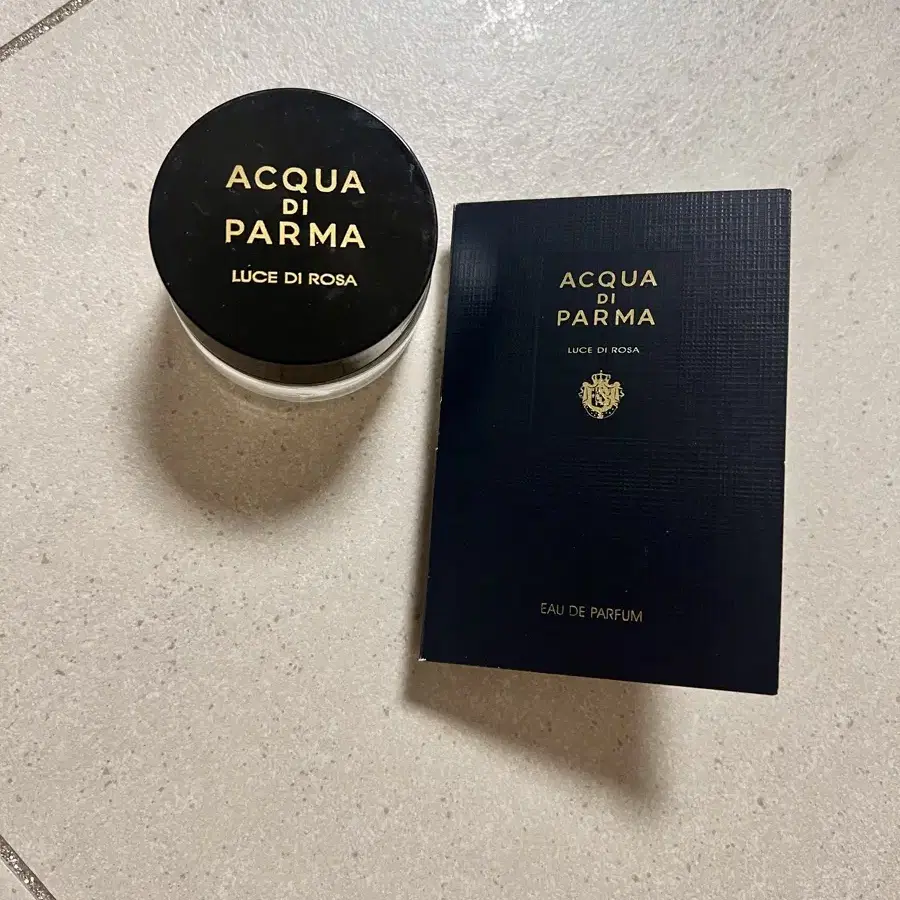 ACQUA
DI
PARMA
LUCE DI ROSA
ACQUA
DI
PARMA
LUCE DI ROSA
EAU DE PARFUM